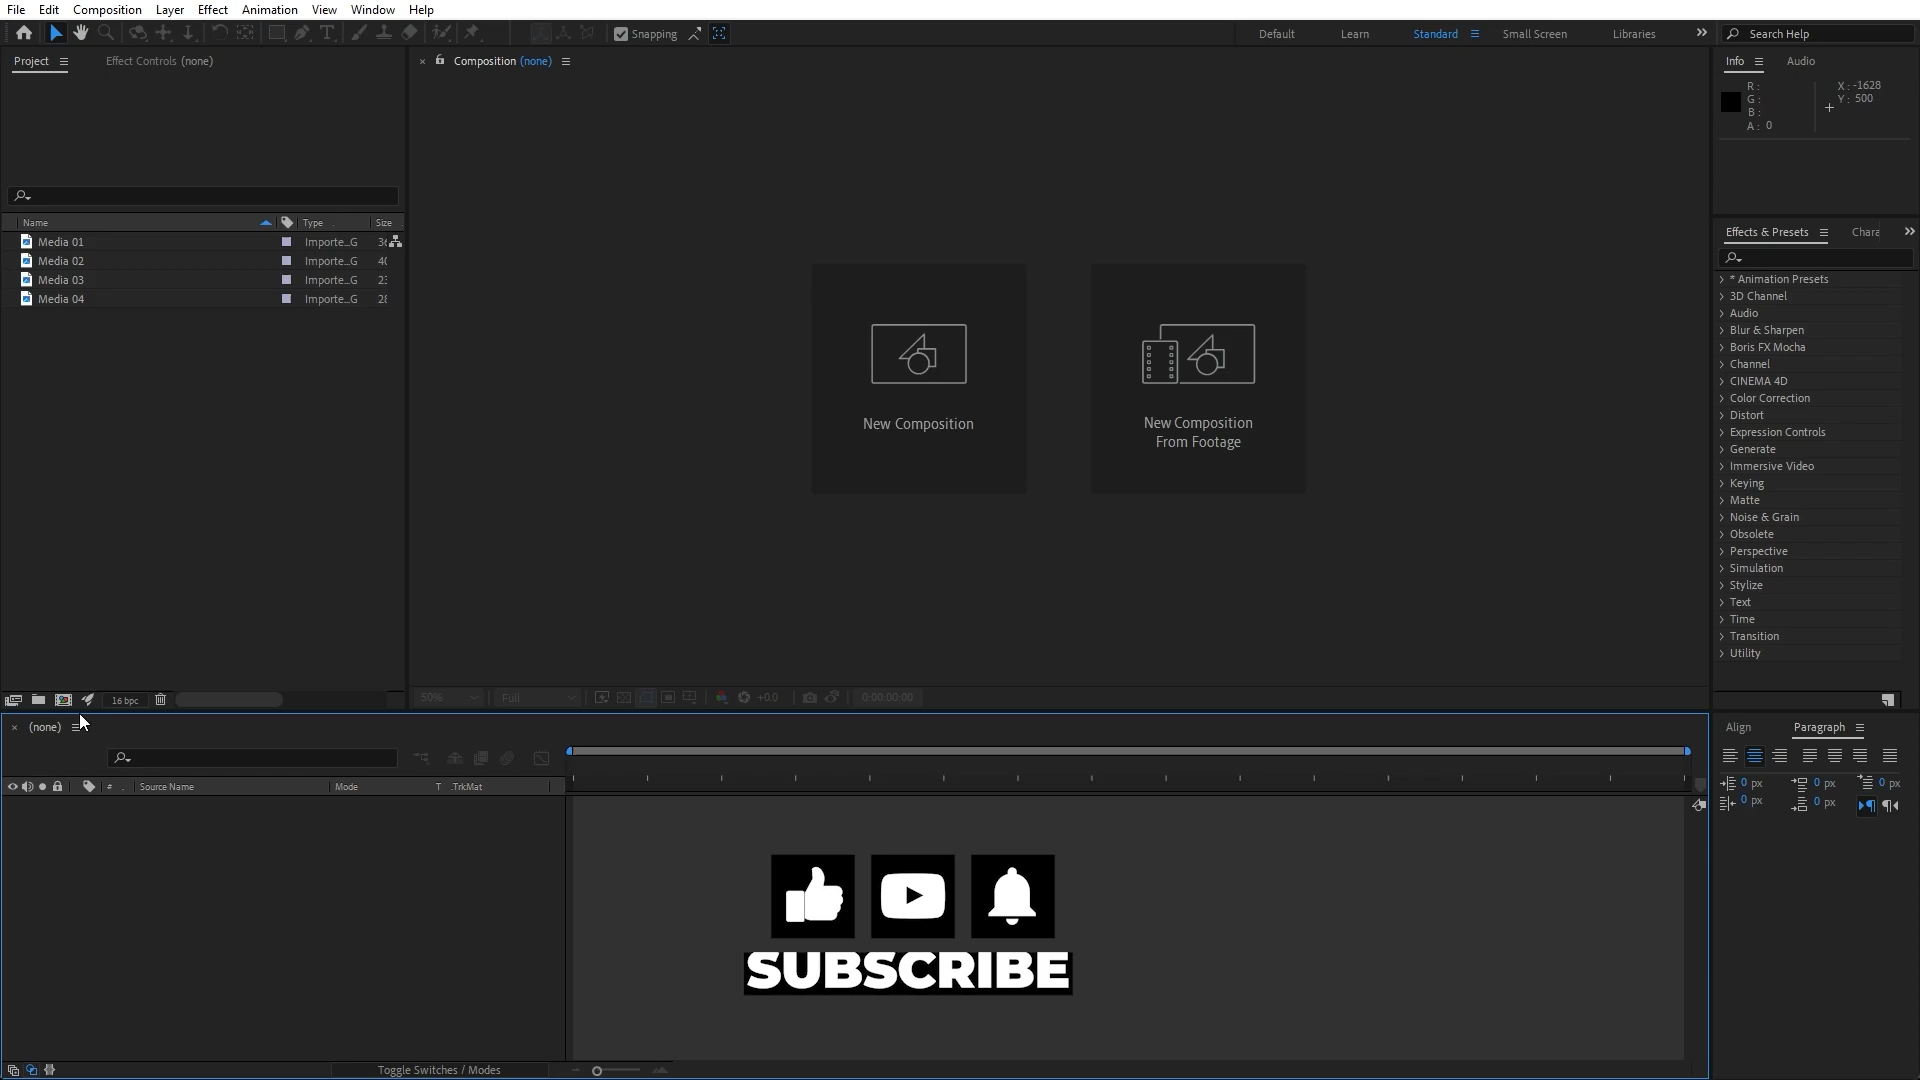 File Edit Composition Layer Effect Animation View Window Help
Snapping
Default Learn Standard Small Screen Libraries
Search Help
Project
Effect Controls (none)
Composition (none)
Info Audio
R :
G :
B :
A : 0
X : -1628
Y : 500
Name Type Size
Media 01 Importe...G
Media 02 Importe...G 40
Media 03 Importe...G
Media 04 Importe...G 28
New Composition
New Composition
From Footage
Effects & Presets
Chara
* Animation Presets
3D Channel
Audio
Blur & Sharpen
Boris FX Mocha
Channel
CINEMA 4D
Color Correction
Distort
Expression Controls
Generate
Immersive Video
Keying
Matte
Noise & Grain
Obsolete
Perspective
Simulation
Stylize
Text
Time
Transition
Utility
16 bpc
50% Full +0.0 0:00:00:00
(none)
# Source Name Mode T .TrkMat
SUBSCRIBE
Align Paragraph
0 px 0 px 0 px
0 px 0 px
Toggle Switches / Modes